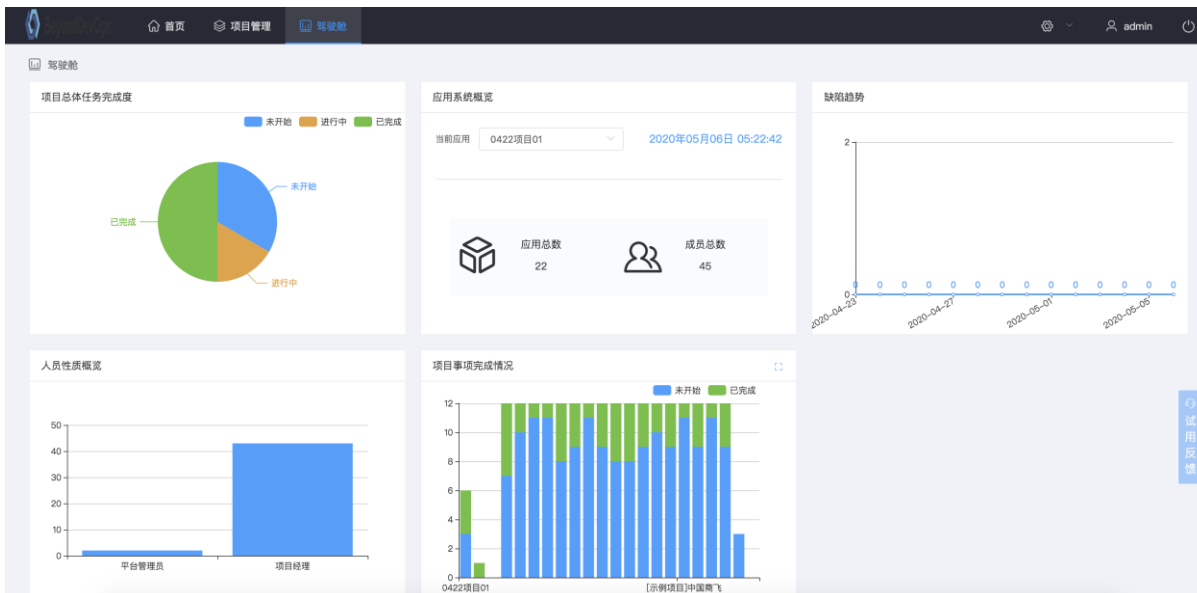 BeyondDevOps 首页 项目管理 驾驶舱 admin
驾驶舱
项目总体任务完成度
未开始 进行中 已完成
未开始
已完成
进行中
应用系统概览
当前应用 0422项目01 2020年05月06日 05:22:42
应用总数 成员总数
22 45
缺陷趋势
2
0 0 0 0 0 0 0 0 0 0 0 0 0 0
0
2020-04-23 2020-04-27 2020-05-01 2020-05-05
人员性质概览
50
40
30
20
10
0
平台管理员 项目经理
项目事项完成情况
未开始 已完成
12
10
8
6
4
2
0
0422项目01 [示例项目]中国商飞
试用反馈